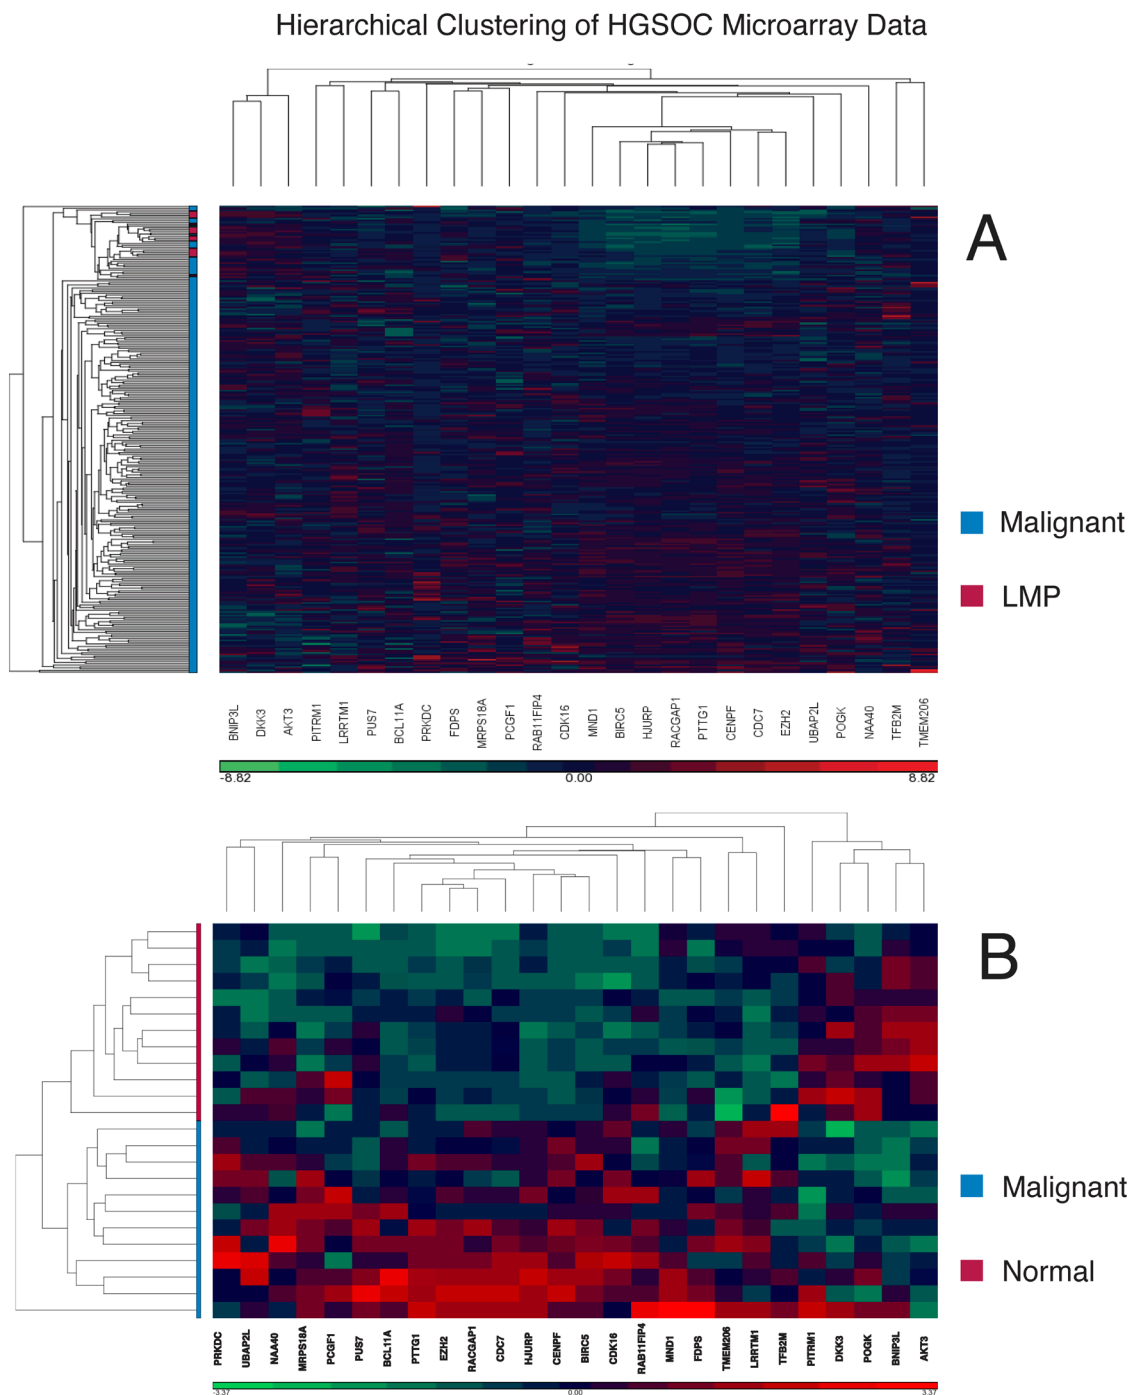 Hierarchical Clustering of HGSOC Microarray Data
A
Malignant
LMP
BNIP3L DKK3 AKT3 PITRM1 LRRTM1 PUS7 BCL11A PRKDC FDPS MRPS18A PCGF1 RAB11FIP4 CDK16 MND1 BIRC5 HJURP RACGAP1 PTTG1 CENPF CDC7 EZH2 UBAP2L POGK NAA40 TFB2M TMEM206
-8.82 0.00 8.82
B
Malignant
Normal
PRKDC UBAP2L NAA40 MRPS18A PCGF1 PUS7 BCL11A PTTG1 EZH2 RACGAP1 CDC7 HJURP CENPF BIRC5 CDK16 RAB11FIP4 MND1 FDPS TMEM206 LRRTM1 TFB2M PITRM1 DKK3 POGK BNIP3L AKT3
-3.37 0.00 3.37